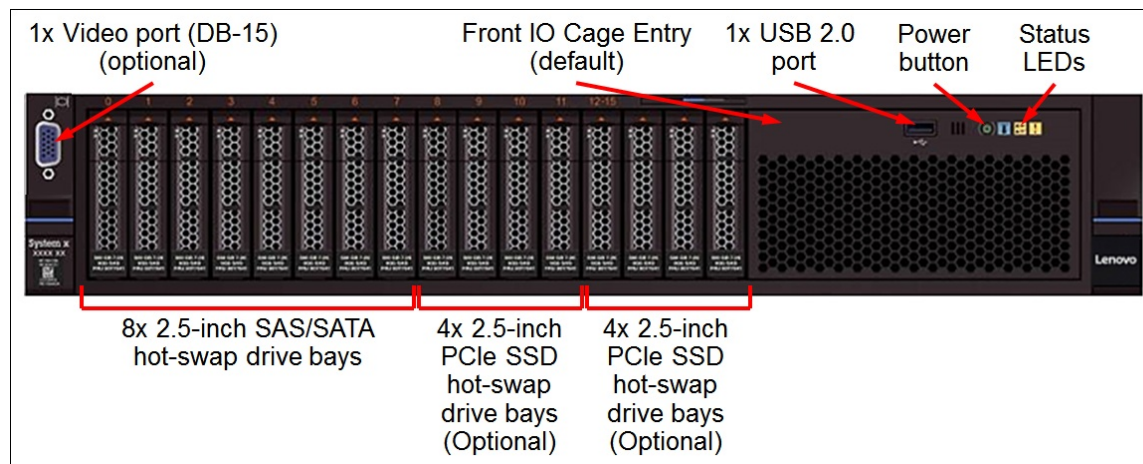 1x Video port (DB-15)
(optional)
Front IO Cage Entry
(default)
1x USB 2.0
port
Power
button
Status
LEDs
0 1 2 3 4 5 6 7 8 9 10 11 12-15
System x
XXXX XX
Lenovo
8x 2.5-inch SAS/SATA
hot-swap drive bays
4x 2.5-inch
PCIe SSD
hot-swap
drive bays
(Optional)
4x 2.5-inch
PCIe SSD
hot-swap
drive bays
(Optional)